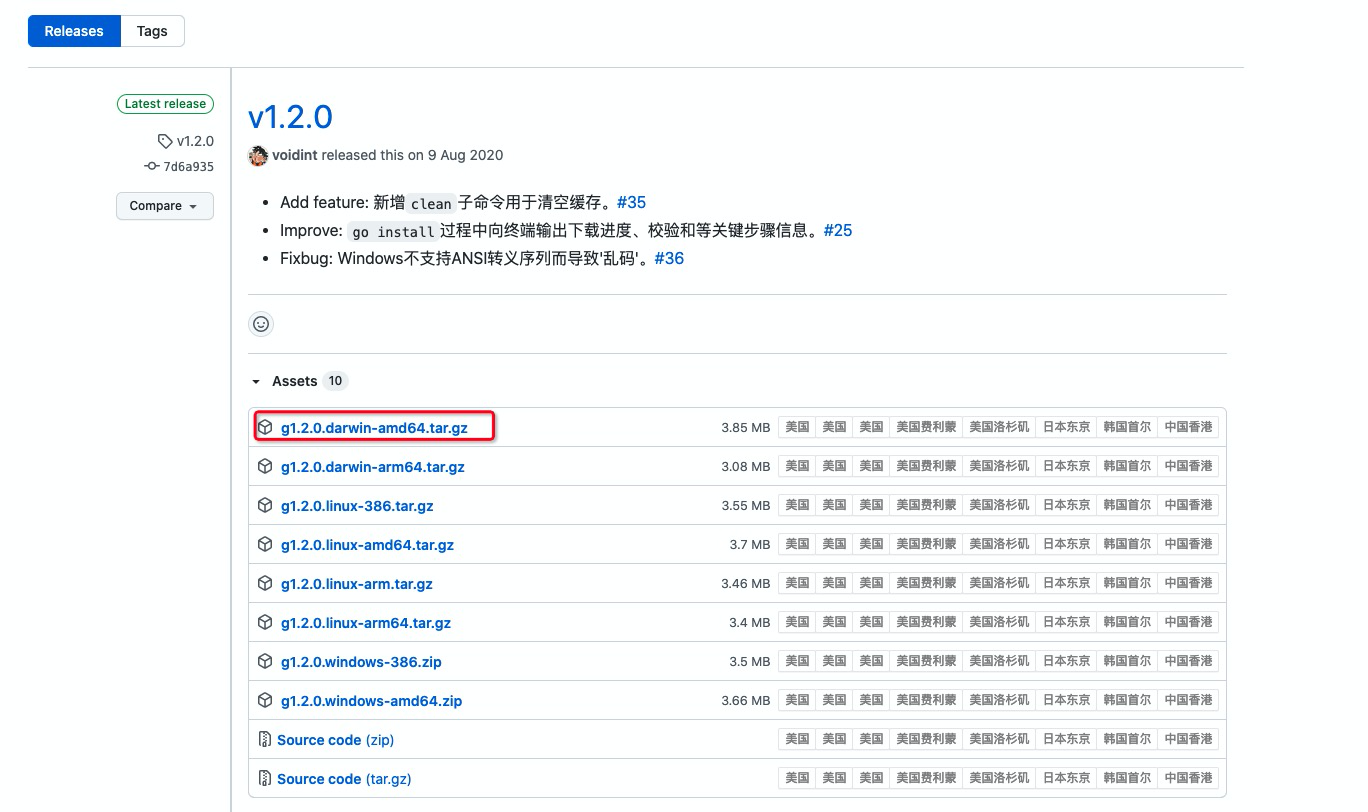 Releases Tags
Latest release
v1.2.0
7d6a935
Compare
v1.2.0
voidint released this on 9 Aug 2020
Add feature: 新增 clean 子命令用于清空缓存。#35
Improve: go install 过程中向终端输出下载进度、校验和等关键步骤信息。#25
Fixbug: Windows不支持ANSI转义序列而导致'乱码'。#36
Assets 10
g1.2.0.darwin-amd64.tar.gz 3.85 MB 美国 美国 美国 美国费利蒙 美国洛杉矶 日本东京 韩国首尔 中国香港
g1.2.0.darwin-arm64.tar.gz 3.08 MB 美国 美国 美国 美国费利蒙 美国洛杉矶 日本东京 韩国首尔 中国香港
g1.2.0.linux-386.tar.gz 3.55 MB 美国 美国 美国 美国费利蒙 美国洛杉矶 日本东京 韩国首尔 中国香港
g1.2.0.linux-amd64.tar.gz 3.7 MB 美国 美国 美国 美国费利蒙 美国洛杉矶 日本东京 韩国首尔 中国香港
g1.2.0.linux-arm.tar.gz 3.46 MB 美国 美国 美国 美国费利蒙 美国洛杉矶 日本东京 韩国首尔 中国香港
g1.2.0.linux-arm64.tar.gz 3.4 MB 美国 美国 美国 美国费利蒙 美国洛杉矶 日本东京 韩国首尔 中国香港
g1.2.0.windows-386.zip 3.5 MB 美国 美国 美国 美国费利蒙 美国洛杉矶 日本东京 韩国首尔 中国香港
g1.2.0.windows-amd64.zip 3.66 MB 美国 美国 美国 美国费利蒙 美国洛杉矶 日本东京 韩国首尔 中国香港
Source code (zip) 美国 美国 美国 美国费利蒙 美国洛杉矶 日本东京 韩国首尔 中国香港
Source code (tar.gz) 美国 美国 美国 美国费利蒙 美国洛杉矶 日本东京 韩国首尔 中国香港